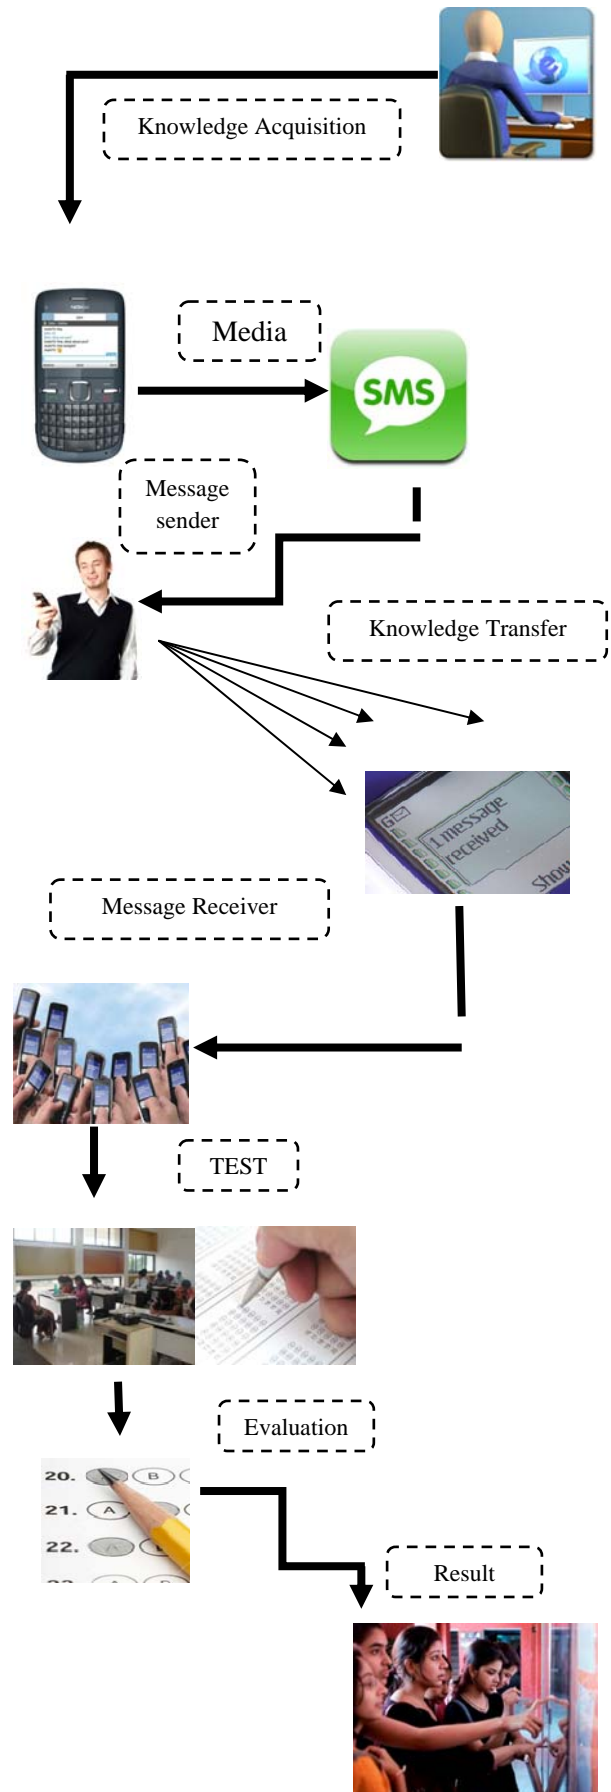 Knowledge Acquisition
Media
SMS
Message
sender
Knowledge Transfer
1 message
received
Show
Message Receiver
TEST
Evaluation
20. A B
21. A
22. A
Result